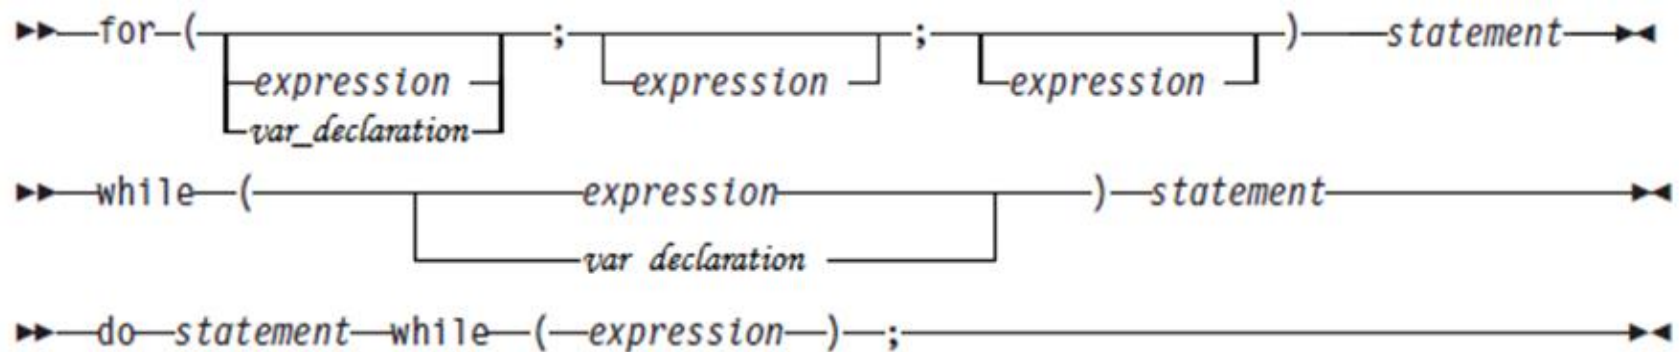 for ( ; ; ) statement
expression expression expression
var_declaration
while ( expression ) statement
var declaration
do statement while ( expression ) ;